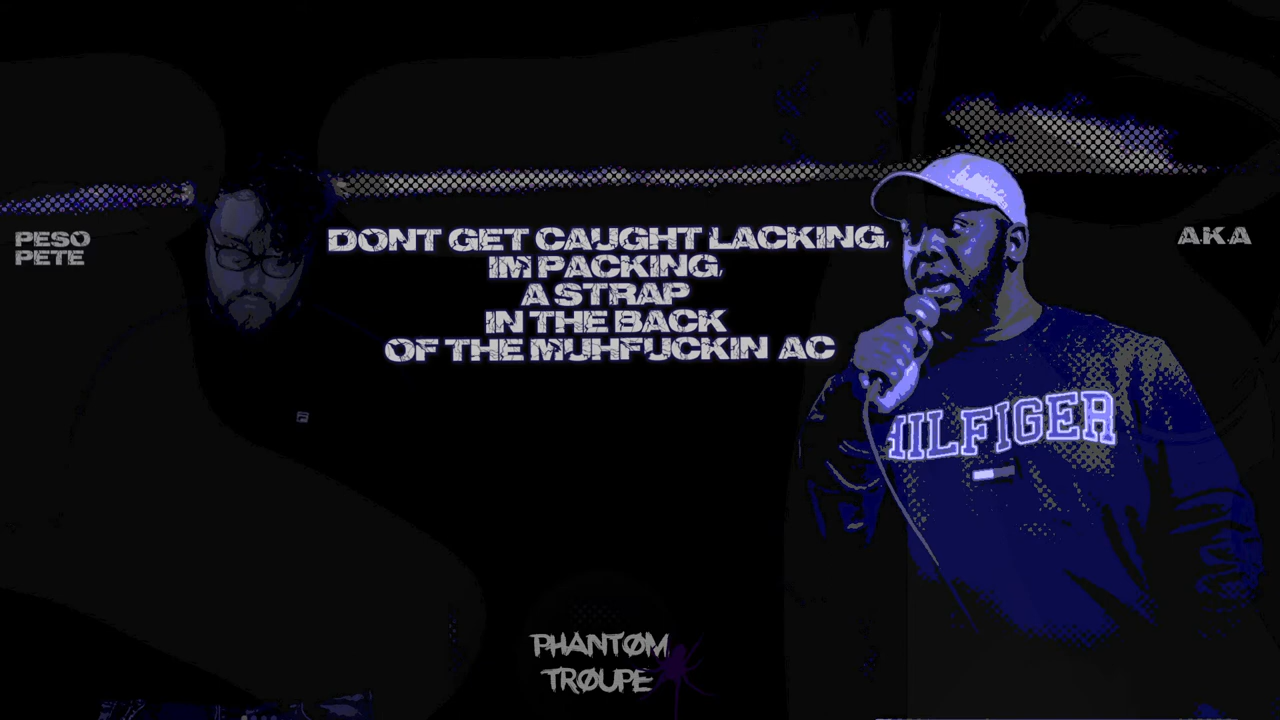 PESO
PETE
DONT GET CAUGHT LACKING,
IM PACKING,
A STRAP
IN THE BACK
OF THE MUHFUCKIN AC
A.K.A
HILFIGER
PHANTØM
TRØUPE